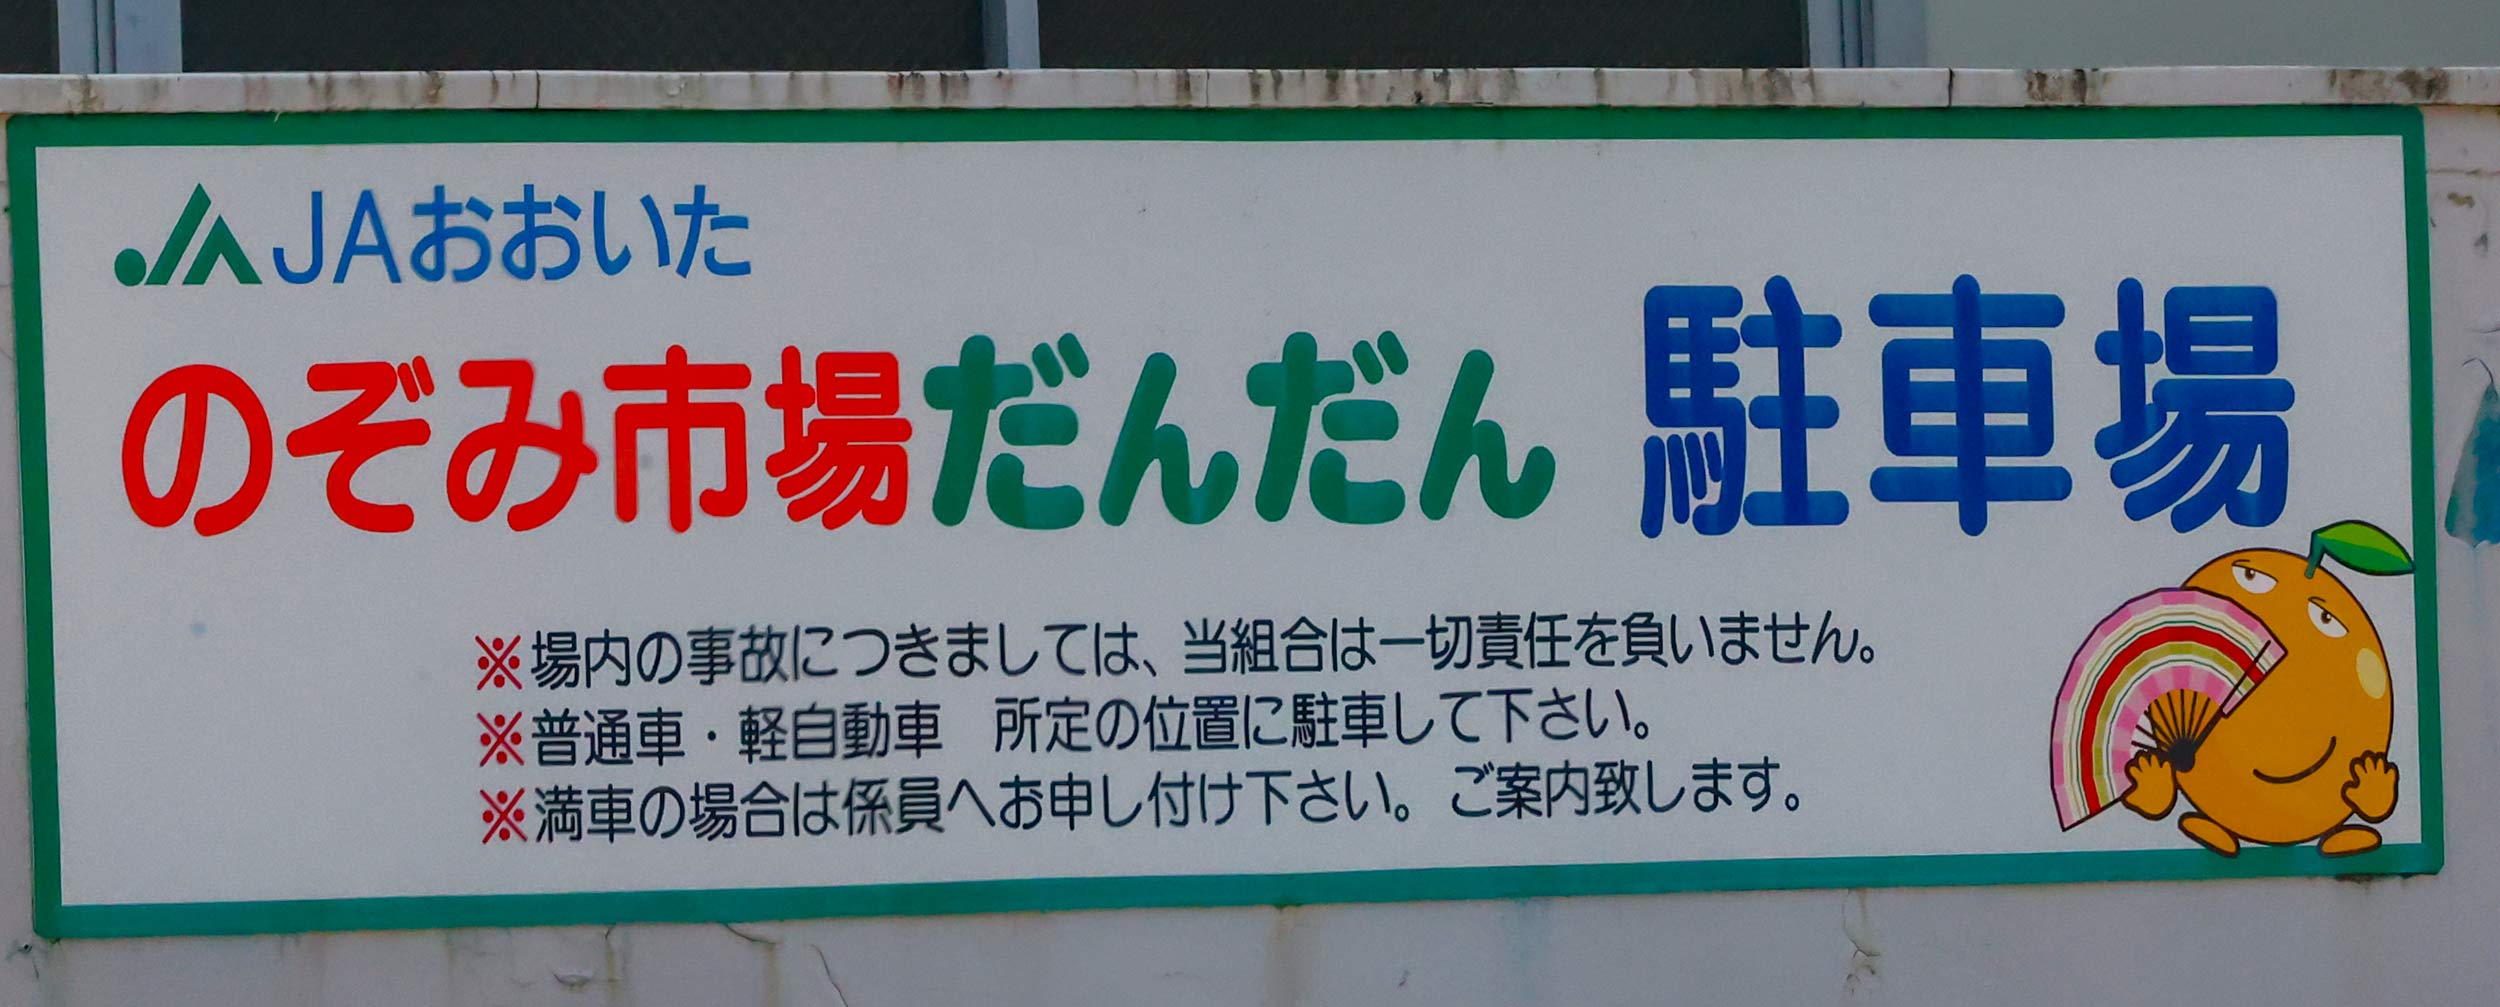 JAおおいた
のぞみ市場だんだん 駐車場
※場内の事故につきましては、当組合は一切責任を負いません。
※普通車・軽自動車　所定の位置に駐車して下さい。
※満車の場合は係員へお申し付け下さい。ご案内致します。